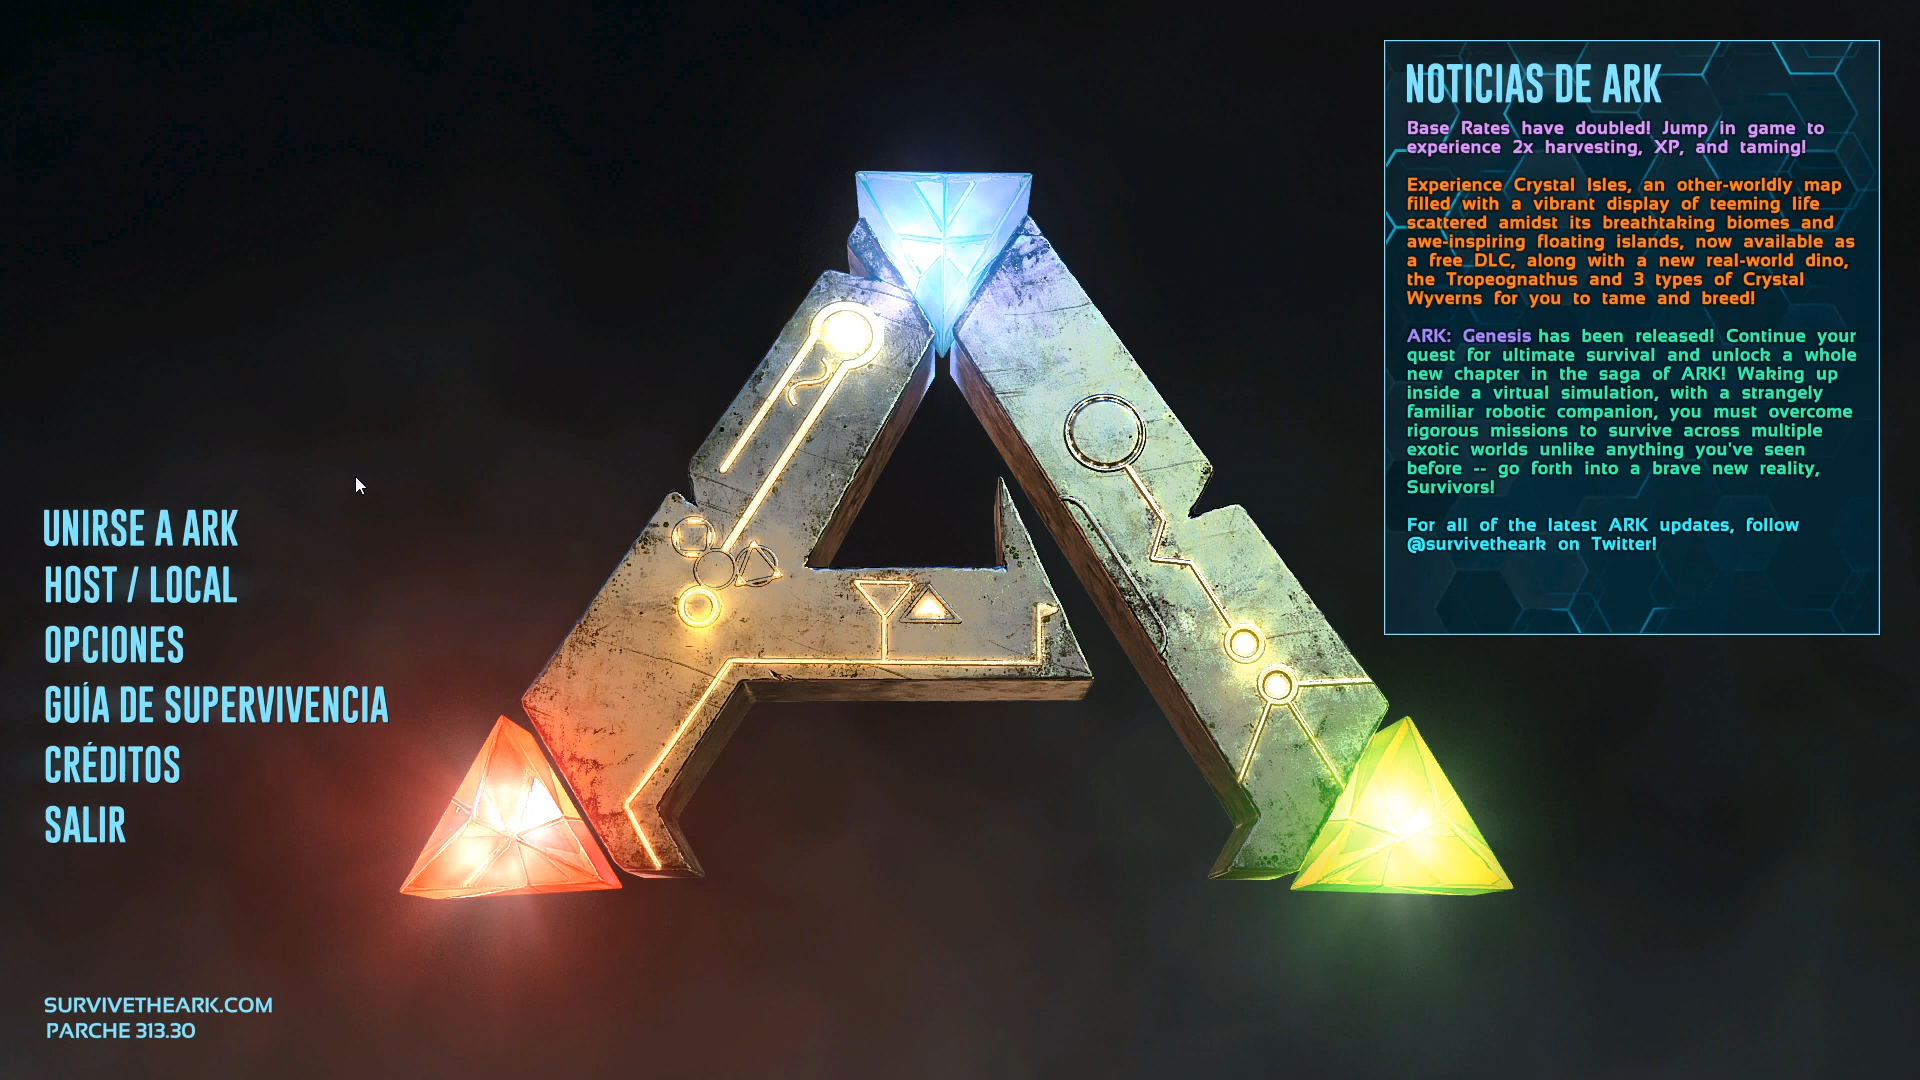 NOTICIAS DE ARK
Base Rates have doubled! Jump in game to
experience 2x harvesting, XP, and taming!
Experience Crystal Isles, an other-worldly map
filled with a vibrant display of teeming life
scattered amidst its breathtaking biomes and
awe-inspiring floating islands, now available as
a free DLC, along with a new real-world dino,
the Tropeognathus and 3 types of Crystal
Wyverns for you to tame and breed!
ARK: Genesis has been released! Continue your
quest for ultimate survival and unlock a whole
new chapter in the saga of ARK! Waking up
inside a virtual simulation, with a strangely
familiar robotic companion, you must overcome
rigorous missions to survive across multiple
exotic worlds unlike anything you've seen
before -- go forth into a brave new reality,
Survivors!
For all of the latest ARK updates, follow
@survivetheark on Twitter!
UNIRSE A ARK
HOST / LOCAL
OPCIONES
GUÍA DE SUPERVIVENCIA
CRÉDITOS
SALIR
SURVIVETHEARK.COM
PARCHE 313.30